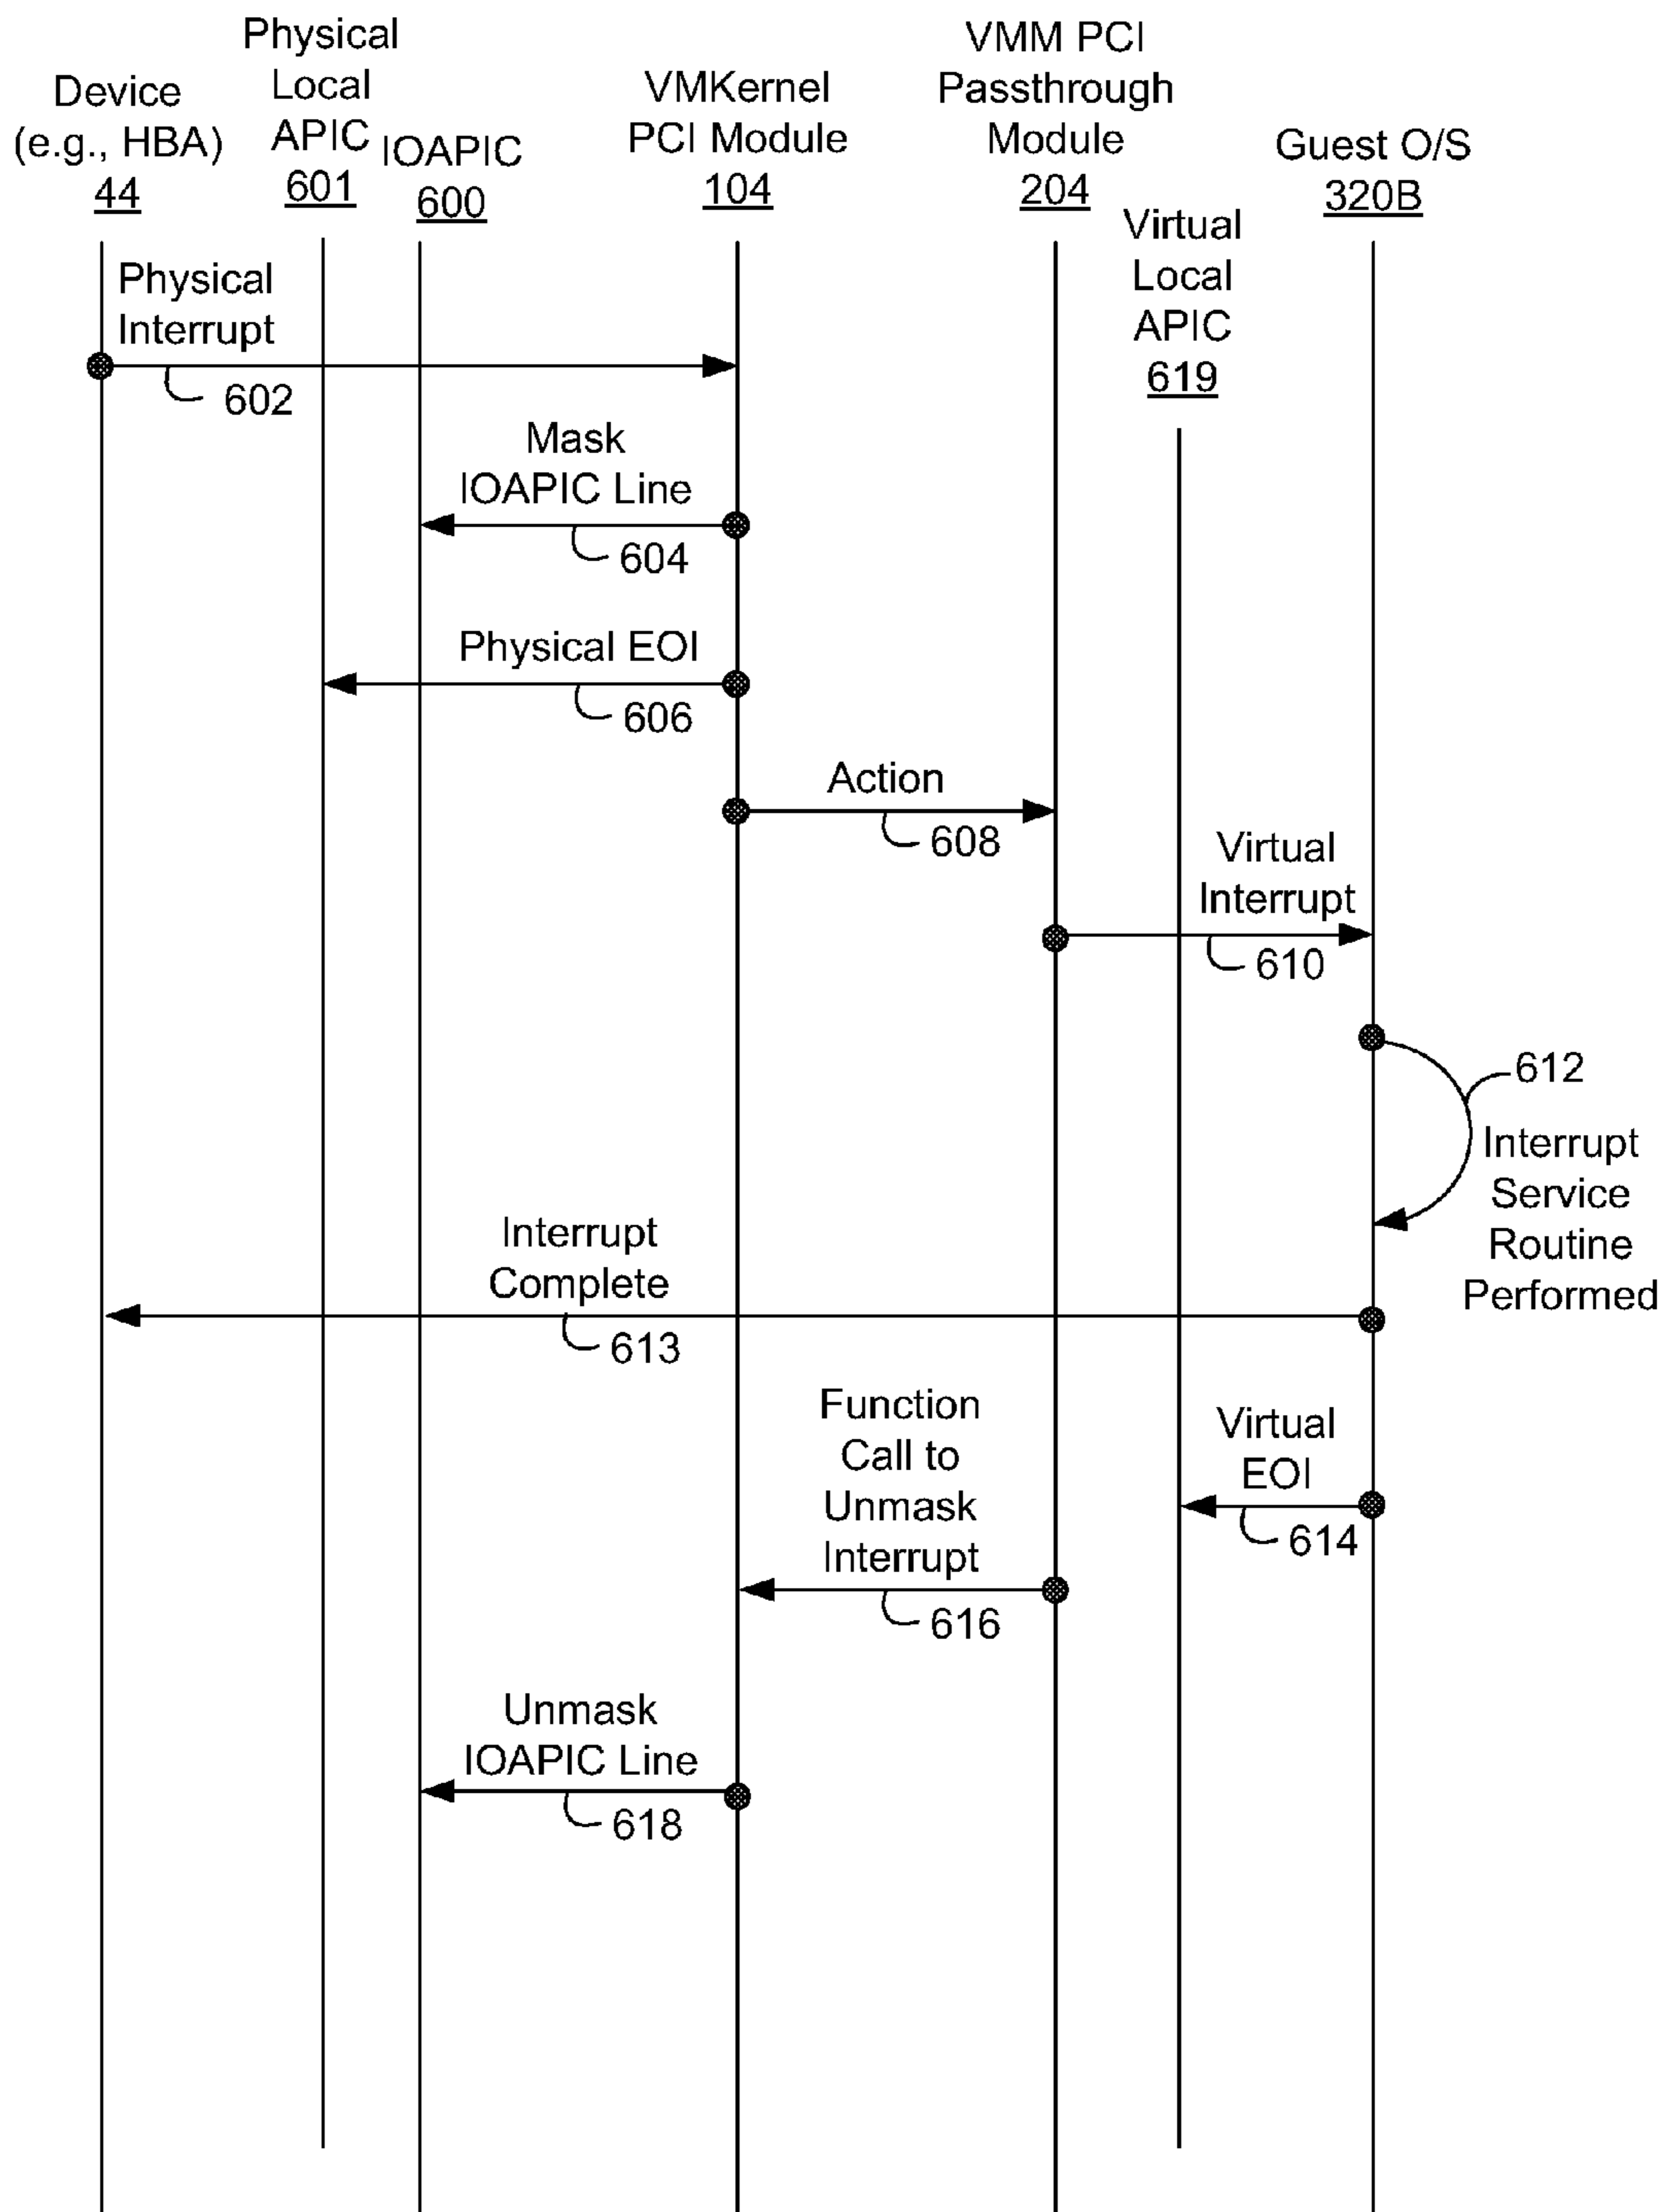 Device
(e.g., HBA)
44
Physical
Local
APIC
601
IOAPIC
600
VMKernel
PCI Module
104
VMM PCI
Passthrough
Module
204
Virtual
Local
APIC
619
Guest O/S
320B
Physical
Interrupt
602
Mask
IOAPIC Line
604
Physical EOI
606
Action
608
Virtual
Interrupt
610
612
Interrupt
Service
Routine
Performed
Interrupt
Complete
613
Virtual
EOI
614
Function
Call to
Unmask
Interrupt
616
Unmask
IOAPIC Line
618